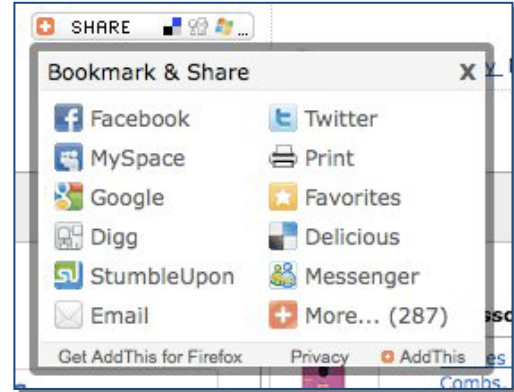 SHARE ...
Bookmark & Share X
Facebook Twitter
MySpace Print
Google Favorites
Digg Delicious
StumbleUpon Messenger
Email More... (287)
Get AddThis for Firefox Privacy AddThis
Combs,